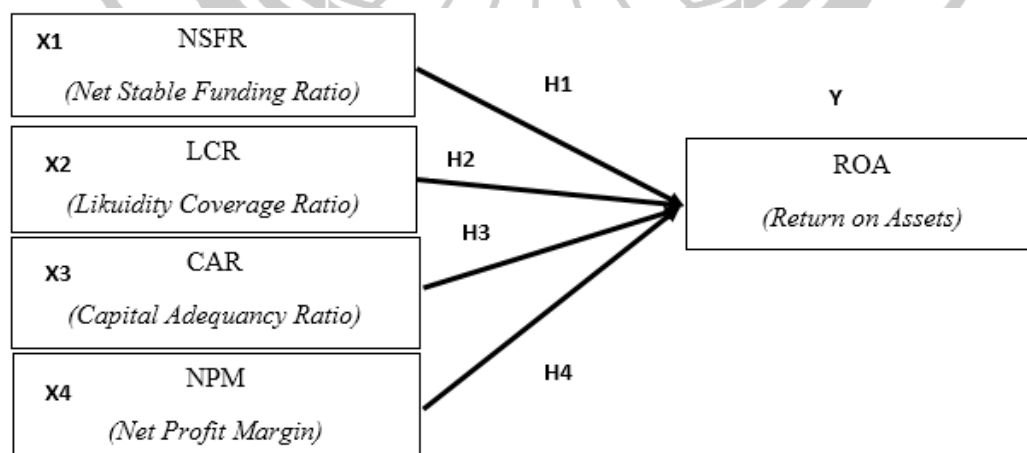 X1 NSFR
(Net Stable Funding Ratio)
H1
Y
X2 LCR
(Likuidity Coverage Ratio)
H2
ROA
(Return on Assets)
H3
X3 CAR
(Capital Adequancy Ratio)
H4
X4 NPM
(Net Profit Margin)